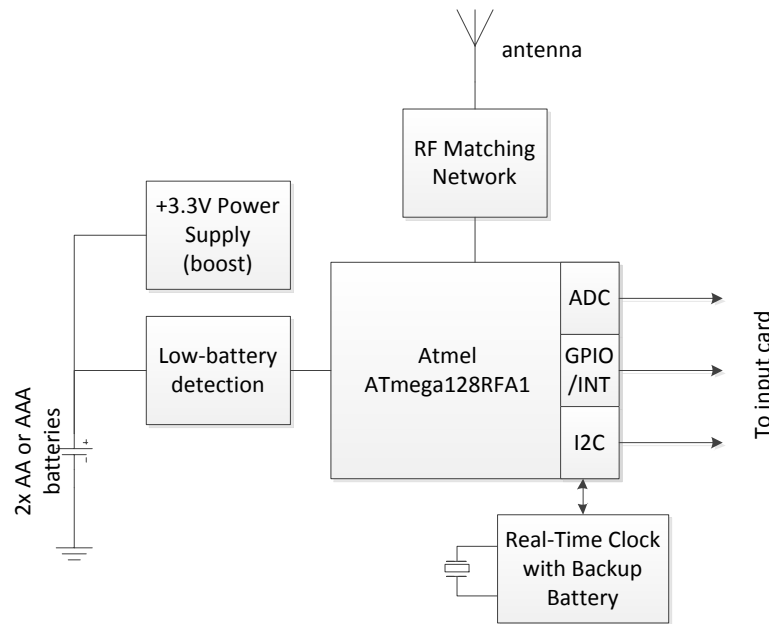 antenna
RF Matching
Network
+3.3V Power
Supply
(boost)
Low-battery
detection
Atmel
ATmega128RFA1
ADC
GPIO
/INT
I2C
To input card
2x AA or AAA
batteries
+
-
Real-Time Clock
with Backup
Battery